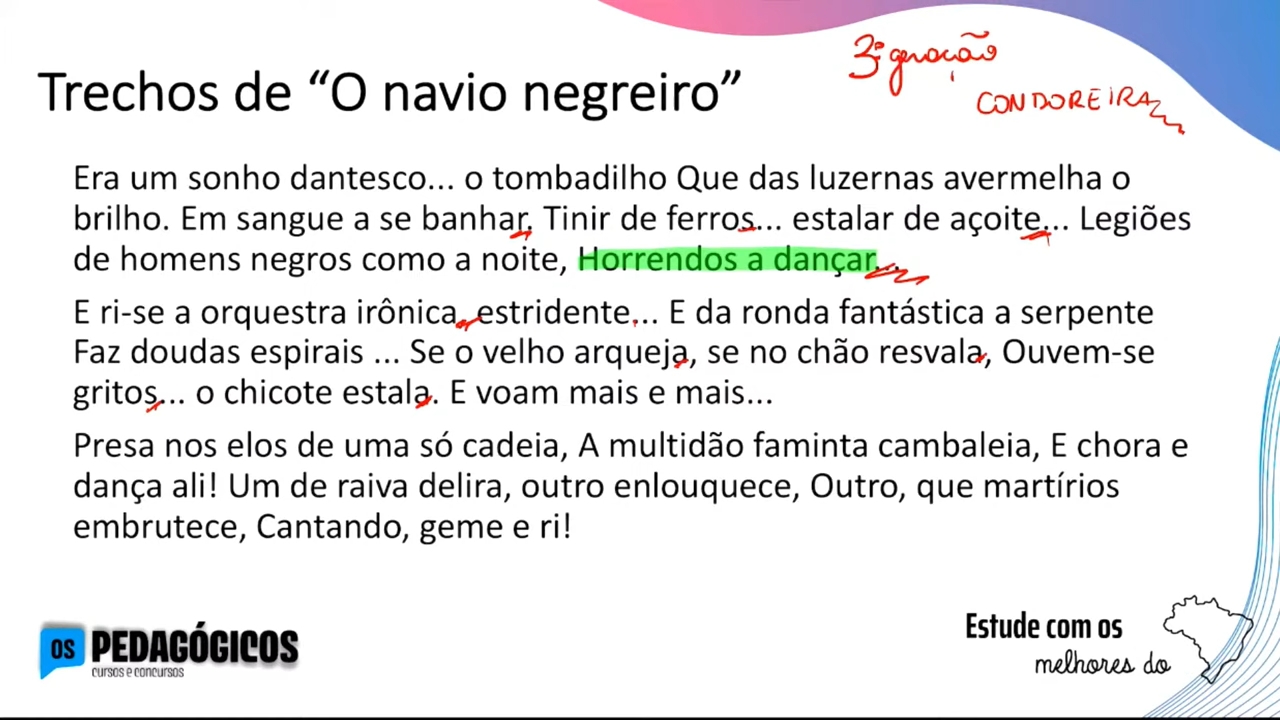 3ª geração
Trechos de “O navio negreiro”
CONDOREIRA
Era um sonho dantesco... o tombadilho Que das luzernas avermelha o
brilho. Em sangue a se banhar. Tinir de ferros... estalar de açoite... Legiões
de homens negros como a noite, Horrendos a dançar...
E ri-se a orquestra irônica, estridente... E da ronda fantástica a serpente
Faz doudas espirais ... Se o velho arqueja, se no chão resvala, Ouvem-se
gritos... o chicote estala. E voam mais e mais...
Presa nos elos de uma só cadeia, A multidão faminta cambaleia, E chora e
dança ali! Um de raiva delira, outro enlouquece, Outro, que martírios
embrutece, Cantando, geme e ri!
OS PEDAGÓGICOS
cursos e concursos
Estude com os
melhores do